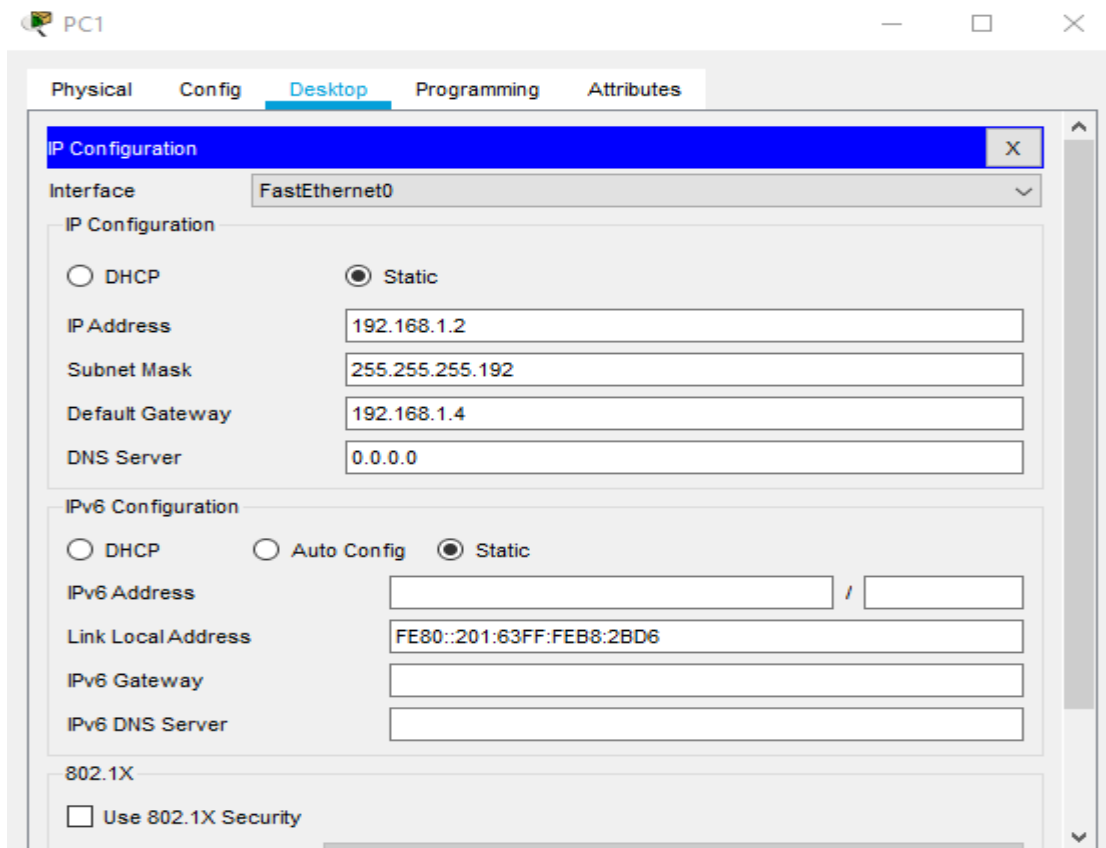 PC1
Physical Config Desktop Programming Attributes
IP Configuration X
Interface FastEthernet0
IP Configuration
DHCP Static
IP Address 192.168.1.2
Subnet Mask 255.255.255.192
Default Gateway 192.168.1.4
DNS Server 0.0.0.0
IPv6 Configuration
DHCP Auto Config Static
IPv6 Address /
Link Local Address FE80::201:63FF:FEB8:2BD6
IPv6 Gateway
IPv6 DNS Server
802.1X
Use 802.1X Security